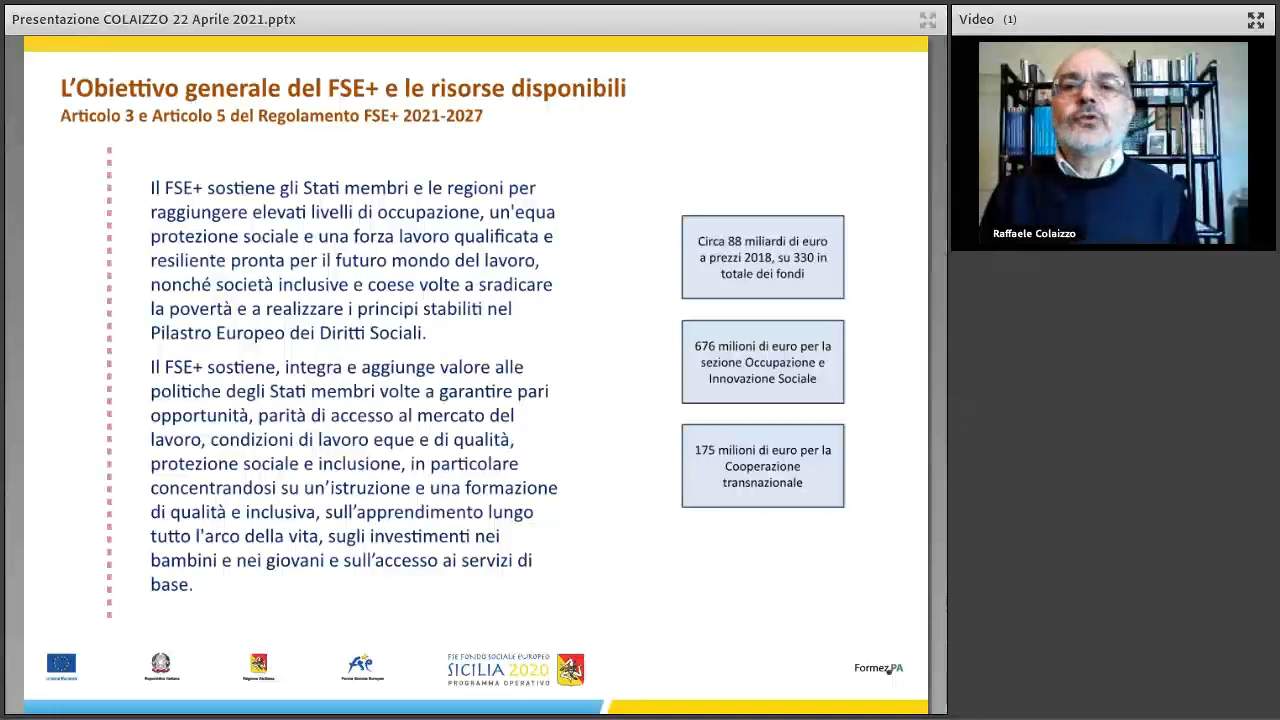 Presentazione COLAIZZO 22 Aprile 2021.pptx
Video (1)
Raffaele Colaizzo
L'Obiettivo generale del FSE+ e le risorse disponibili
Articolo 3 e Articolo 5 del Regolamento FSE+ 2021-2027
Il FSE+ sostiene gli Stati membri e le regioni per
raggiungere elevati livelli di occupazione, un'equa
protezione sociale e una forza lavoro qualificata e
resiliente pronta per il futuro mondo del lavoro,
nonché società inclusive e coese volte a sradicare
la povertà e a realizzare i principi stabiliti nel
Pilastro Europeo dei Diritti Sociali.
Il FSE+ sostiene, integra e aggiunge valore alle
politiche degli Stati membri volte a garantire pari
opportunità, parità di accesso al mercato del
lavoro, condizioni di lavoro eque e di qualità,
protezione sociale e inclusione, in particolare
concentrandosi su un’istruzione e una formazione
di qualità e inclusiva, sull’apprendimento lungo
tutto l'arco della vita, sugli investimenti nei
bambini e nei giovani e sull’accesso ai servizi di
base.
Circa 88 miliardi di euro
a prezzi 2018, su 330 in
totale dei fondi
676 milioni di euro per la
sezione Occupazione e
Innovazione Sociale
175 milioni di euro per la
Cooperazione
transnazionale
Repubblica Italiana
Regione Siciliana
fse
Fondo Sociale Europeo
FSE FONDO SOCIALE EUROPEO
SICILIA 2020
PROGRAMMA OPERATIVO
FormezPA